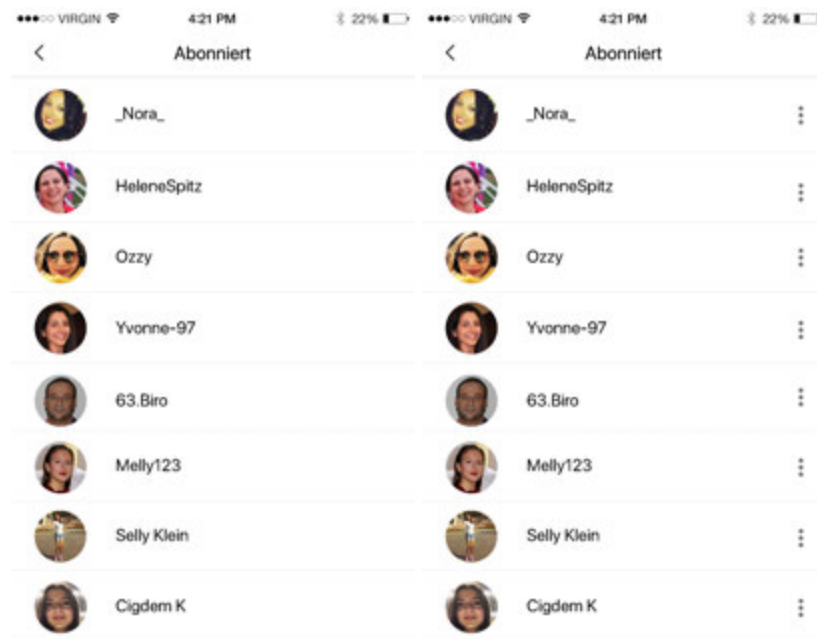 VIRGIN 4:21 PM 22%
Abonniert
_Nora_
HeleneSpitz
Ozzy
Yvonne-97
63.Biro
Melly123
Selly Klein
Cigdem K
VIRGIN 4:21 PM 22%
Abonniert
_Nora_
HeleneSpitz
Ozzy
Yvonne-97
63.Biro
Melly123
Selly Klein
Cigdem K